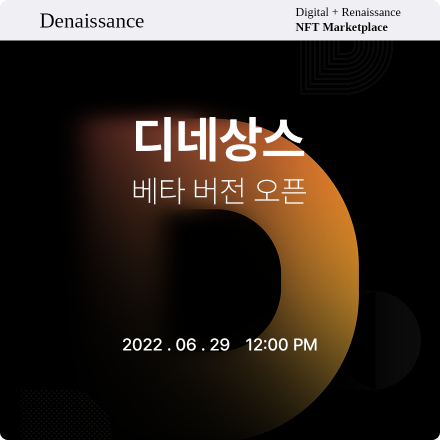 Denaissance
Digital + Renaissance
NFT Marketplace
디네상스
베타 버전 오픈
2022 . 06 . 29 12:00 PM